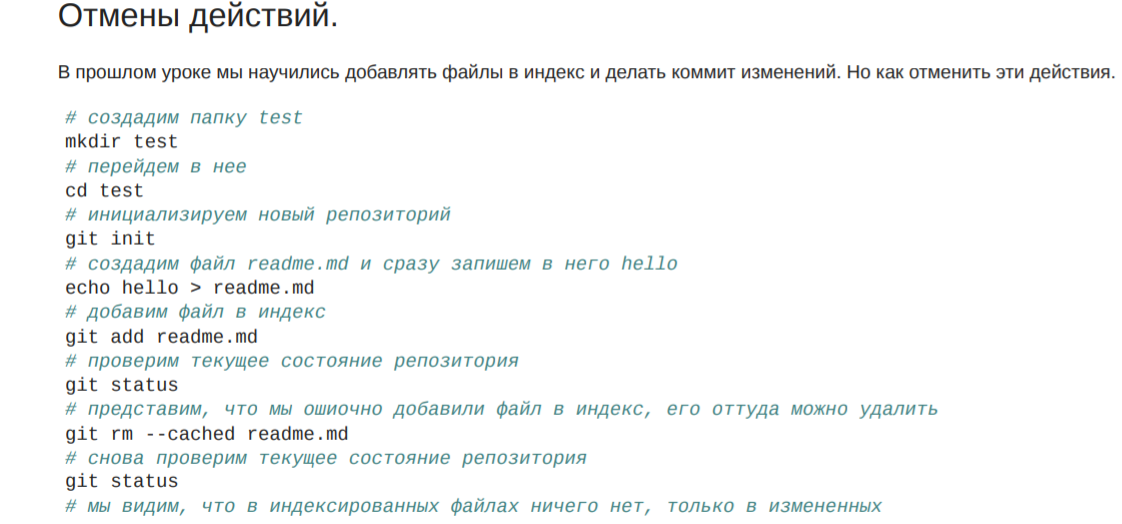 Отмены действий.
В прошлом уроке мы научились добавлять файлы в индекс и делать коммит изменений. Но как отменить эти действия.
# создадим папку test
mkdir test
# перейдем в нее
cd test
# инициализируем новый репозиторий
git init
# создадим файл readme.md и сразу запишем в него hello
echo hello > readme.md
# добавим файл в индекс
git add readme.md
# проверим текущее состояние репозитория
git status
# представим, что мы ошиочно добавили файл в индекс, его оттуда можно удалить
git rm --cached readme.md
# снова проверим текущее состояние репозитория
git status
# мы видим, что в индексированных файлах ничего нет, только в измененных